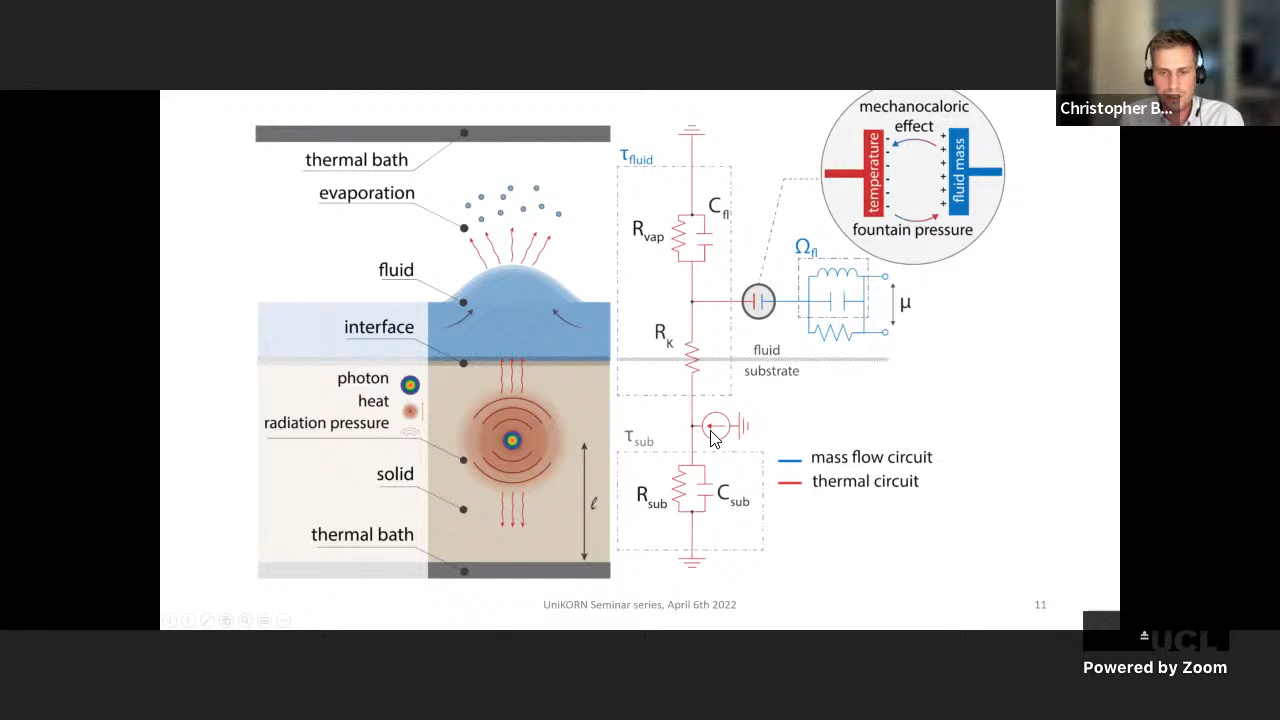 Christopher B...
thermal bath
evaporation
fluid
interface
photon
heat
radiation pressure
solid
thermal bath
ℓ
τfluid
Cfl
Rvap
RK
τsub
Rsub
Csub
mechanocaloric
effect
temperature
fluid mass
fountain pressure
Ωfl
μ
fluid
substrate
mass flow circuit
thermal circuit
UniKORN Seminar series, April 6th 2022
11
UCL
Powered by Zoom